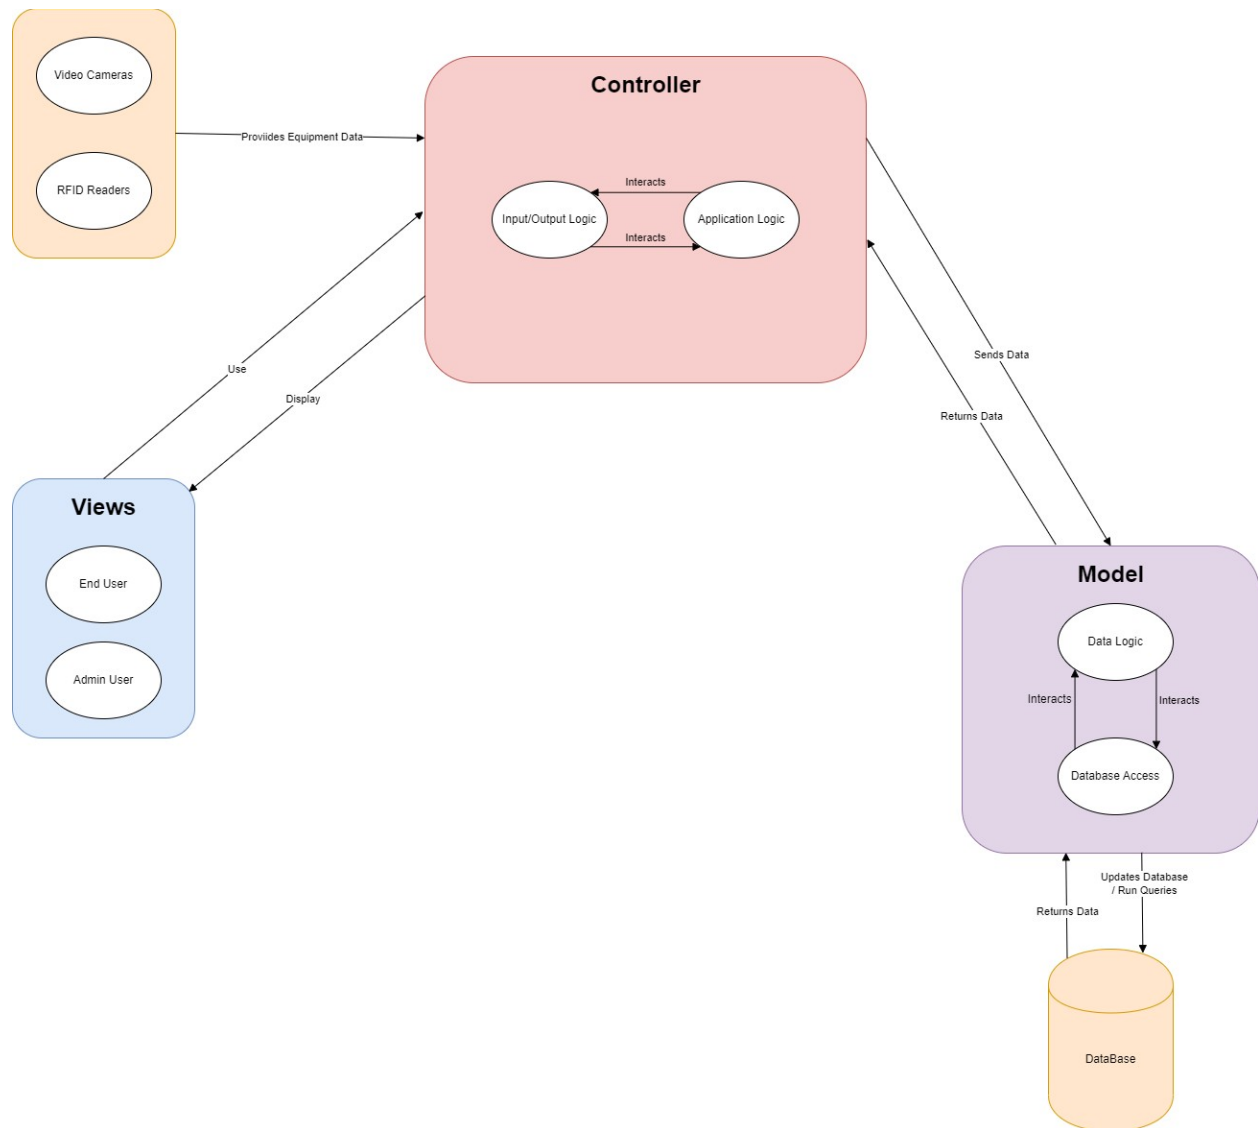 Video Cameras
RFID Readers
Proviides Equipment Data
Controller
Interacts
Input/Output Logic
Application Logic
Interacts
Use
Display
Sends Data
Returns Data
Views
End User
Admin User
Model
Data Logic
Interacts
Interacts
Database Access
Updates Database
/ Run Queries
Returns Data
DataBase